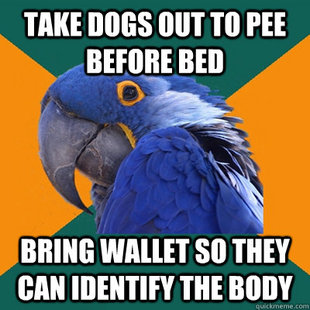 TAKE DOGS OUT TO PEE
BEFORE BED
BRING WALLET SO THEY
CAN IDENTIFY THE BODY
quickmeme.com